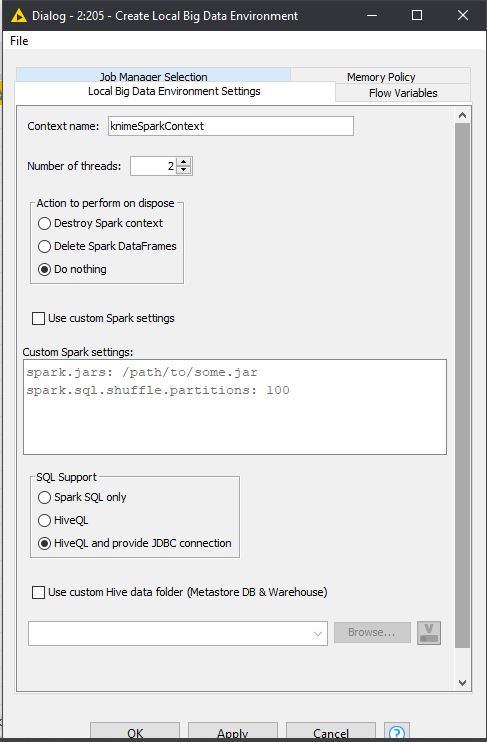 Dialog - 2:205 - Create Local Big Data Environment
File
Job Manager Selection
Memory Policy
Local Big Data Environment Settings
Flow Variables
Context name:
knimeSparkContext
Number of threads:
2
Action to perform on dispose
Destroy Spark context
Delete Spark DataFrames
Do nothing
Use custom Spark settings
Custom Spark settings:
spark.jars: /path/to/some.jar
spark.sql.shuffle.partitions: 100
SQL Support
Spark SQL only
HiveQL
HiveQL and provide JDBC connection
Use custom Hive data folder (Metastore DB & Warehouse)
Browse...
V
OK
Apply
Cancel
?